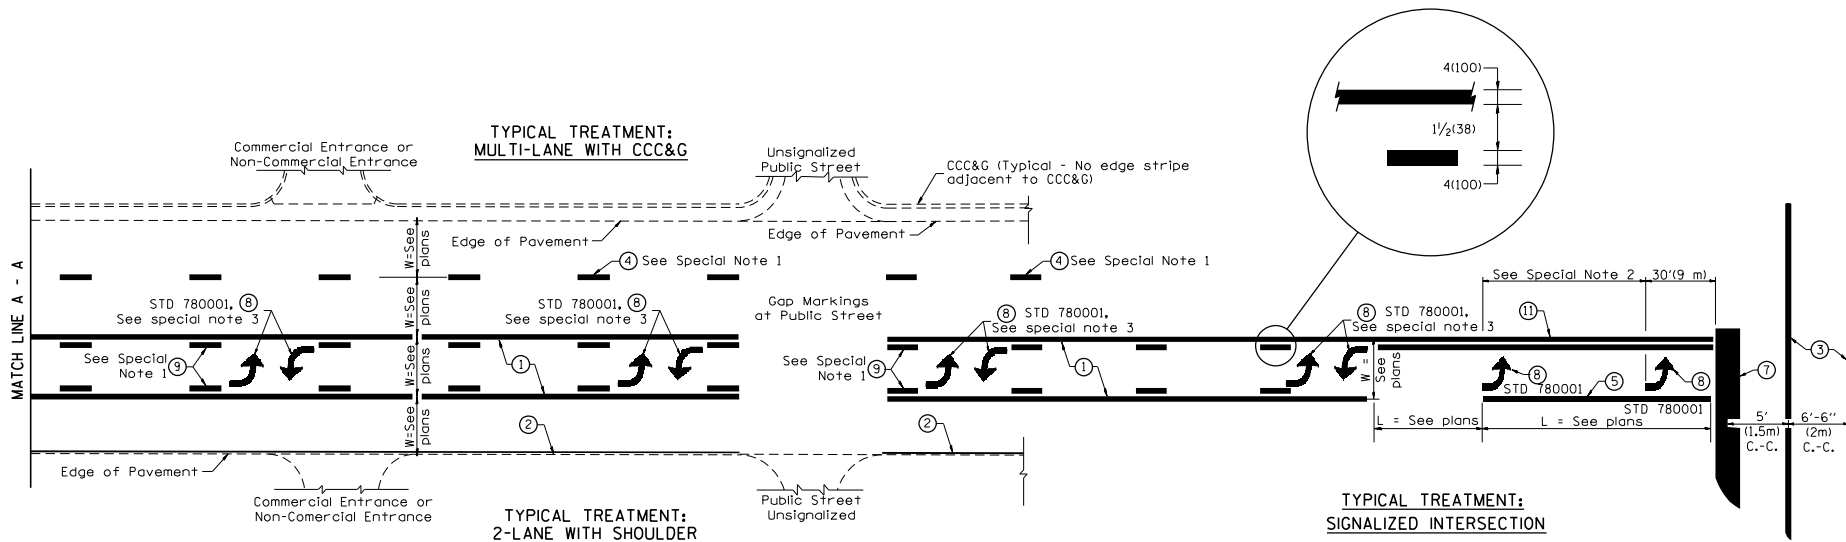 TYPICAL TREATMENT:
MULTI-LANE WITH CCC&G
Commercial Entrance or
Non-Commercial Entrance
Unsignalized
Public Street
CCC&G (Typical - No edge stripe
adjacent to CCC&G)
4(100)
1½(38)
4(100)
MATCH LINE A - A
W=See
plans
Edge of Pavement
Edge of Pavement
4 See Special Note 1
4 See Special Note 1
W=See
plans
STD 780001, 8
See special note 3
STD 780001, 8
See special note 3
Gap Markings
at Public Street
8 STD 780001,
See special note 3
8 STD 780001,
See special note 3
See Special Note 2
30'(9 m)
11
3
See Special
Note 1
9
1
W=See
plans
1
See Special
Note 1
9
1
W =
See
plans
8
STD 780001
5
8
STD 780001
7
W=See
plans
L = See plans
L = See plans
5'
(1.5m)
C.-C.
6'-6"
(2m)
C.-C.
2
2
Edge of Pavement
Commercial Entrance or
Non-Comercial Entrance
Public Street
Unsignalized
TYPICAL TREATMENT:
2-LANE WITH SHOULDER
TYPICAL TREATMENT:
SIGNALIZED INTERSECTION